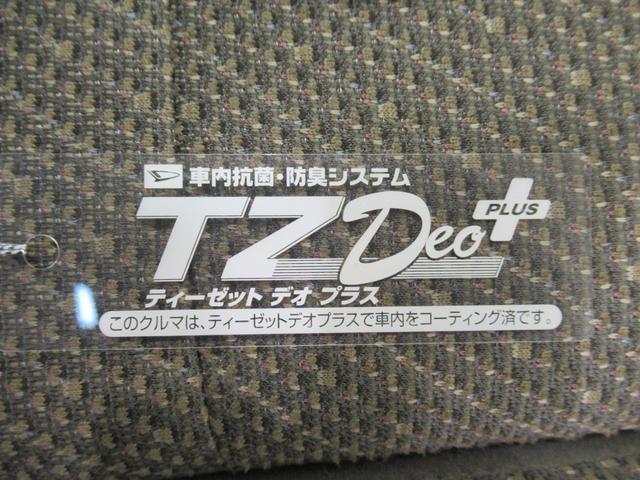 車内抗菌・防臭システム
TZ Deo PLUS
ティーゼット デオ プラス
このクルマは、ティーゼットデオプラスで車内をコーティング済です。